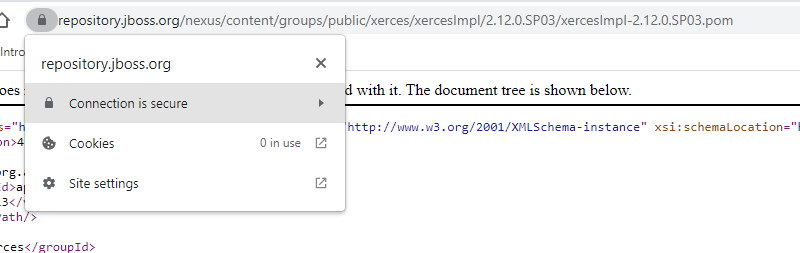 repository.jboss.org/nexus/content/groups/public/xerces/xercesImpl/2.12.0.SP03/xercesImpl-2.12.0.SP03.pom
Intro
repository.jboss.org
oes
d with it. The document tree is shown below.
Connection is secure
s="h
"http://www.w3.org/2001/XMLSchema-instance" xsi:schemaLocation="h
on>4
Cookies 0 in use
org.
Id>a
Site settings
13</
Path/>
rces</groupId>